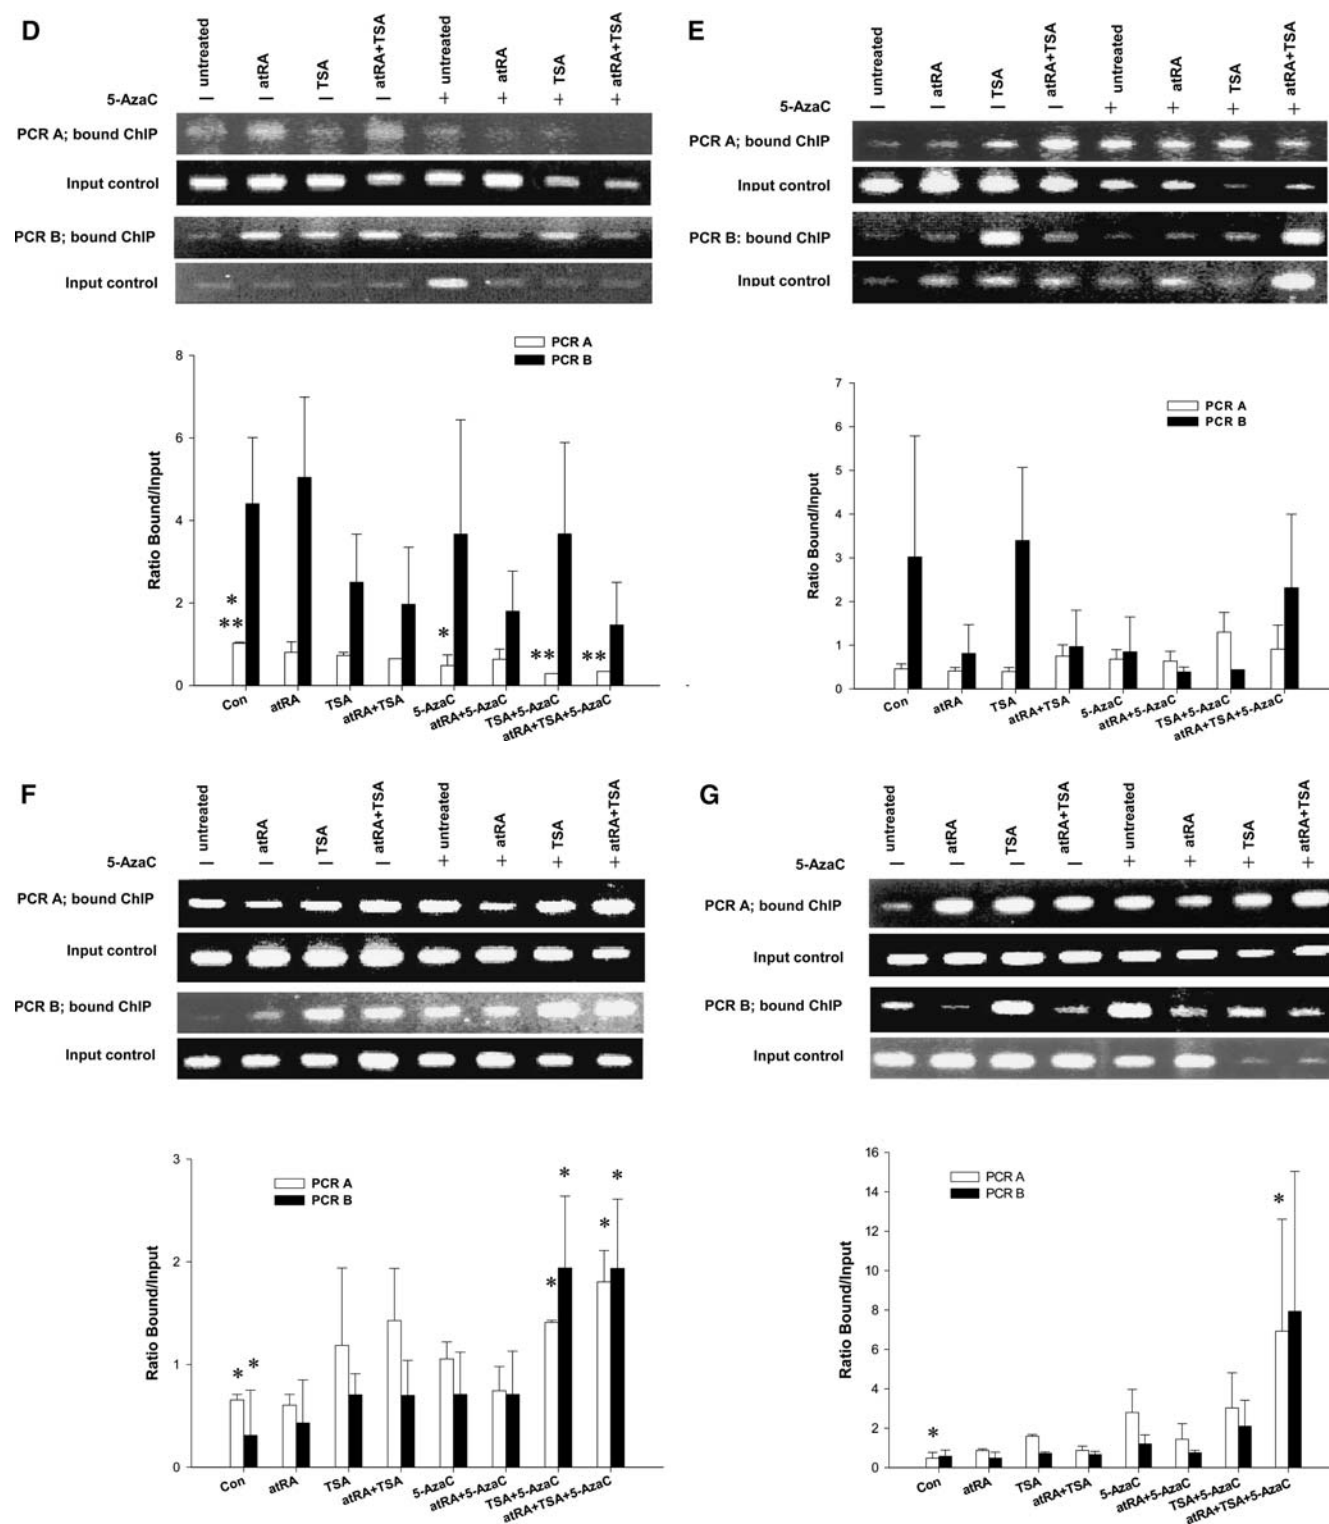 D
untreated
atRA
TSA
atRA+TSA
untreated
atRA
TSA
atRA+TSA
5-AzaC − − − − + + + +
PCR A; bound ChIP
Input control
PCR B; bound ChIP
Input control
PCR A
PCR B
8
6
4
2
0
Ratio Bound/Input
*
**
*
**
**
Con
atRA
TSA
atRA+TSA
5-AzaC
atRA+5-AzaC
TSA+5-AzaC
atRA+TSA+5-AzaC
E
untreated
atRA
TSA
atRA+TSA
untreated
atRA
TSA
atRA+TSA
5-AzaC − − − − + + + +
PCR A; bound ChIP
Input control
PCR B: bound ChIP
Input control
7
6
5
4
3
2
1
0
PCR A
PCR B
Ratio Bound/Input
Con
atRA
TSA
atRA+TSA
5-AzaC
atRA+5-AzaC
TSA+5-AzaC
atRA+TSA+5-AzaC
F
untreated
atRA
TSA
atRA+TSA
untreated
atRA
TSA
atRA+TSA
5-AzaC − − − − + + + +
PCR A; bound ChIP
Input control
PCR B; bound ChIP
Input control
3
2
1
0
PCR A
PCR B
Ratio Bound/Input
*
*
*
*
*
*
Con
atRA
TSA
atRA+TSA
5-AzaC
atRA+5-AzaC
TSA+5-AzaC
atRA+TSA+5-AzaC
G
untreated
atRA
TSA
atRA+TSA
untreated
atRA
TSA
atRA+TSA
5-AzaC − − − − + + + +
PCR A; bound ChIP
Input control
PCR B; bound ChIP
Input control
16
14
12
10
8
6
4
2
0
PCR A
PCR B
Ratio Bound/Input
*
*
Con
atRA
TSA
atRA+TSA
5-AzaC
atRA+5-AzaC
TSA+5-AzaC
atRA+TSA+5-AzaC